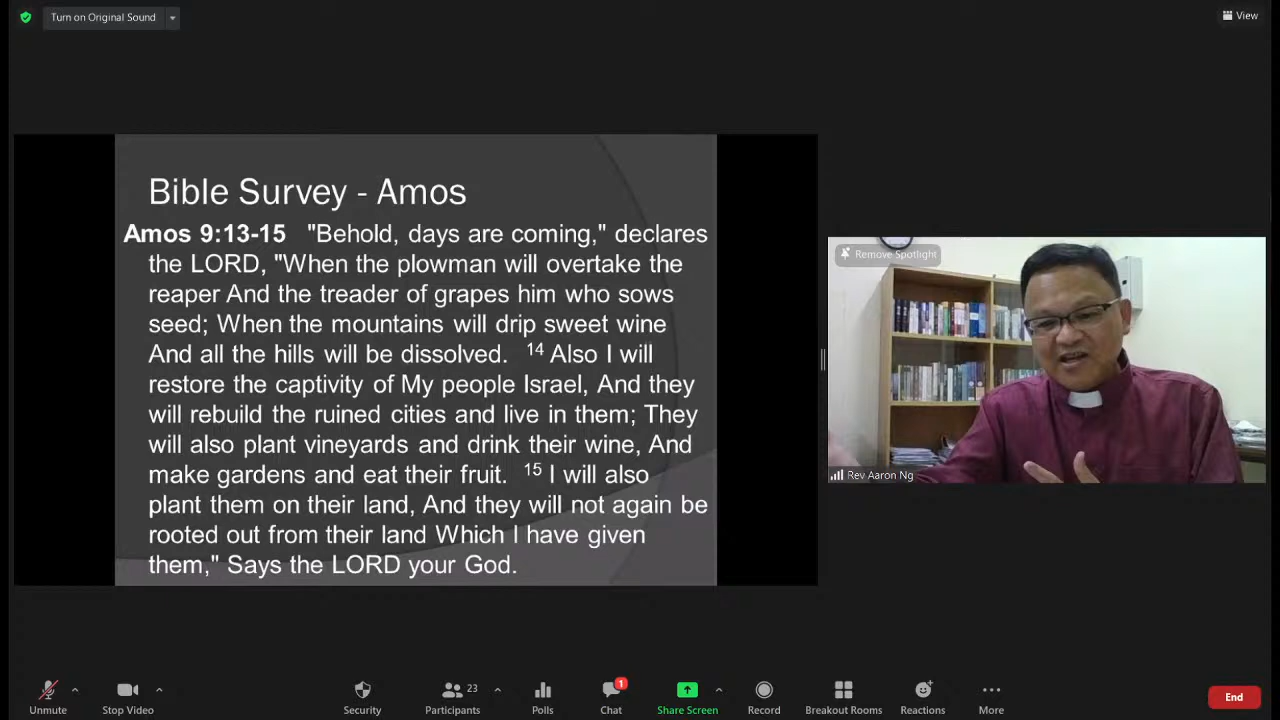 Turn on Original Sound
View
Bible Survey - Amos
Amos 9:13-15 "Behold, days are coming," declares
the LORD, "When the plowman will overtake the
reaper And the treader of grapes him who sows
seed; When the mountains will drip sweet wine
And all the hills will be dissolved. 14 Also I will
restore the captivity of My people Israel, And they
will rebuild the ruined cities and live in them; They
will also plant vineyards and drink their wine, And
make gardens and eat their fruit. 15 I will also
plant them on their land, And they will not again be
rooted out from their land Which I have given
them," Says the LORD your God.
Remove Spotlight
Rev Aaron Ng
23
1
Unmute
Stop Video
Security
Participants
Polls
Chat
Share Screen
Record
Breakout Rooms
Reactions
More
End